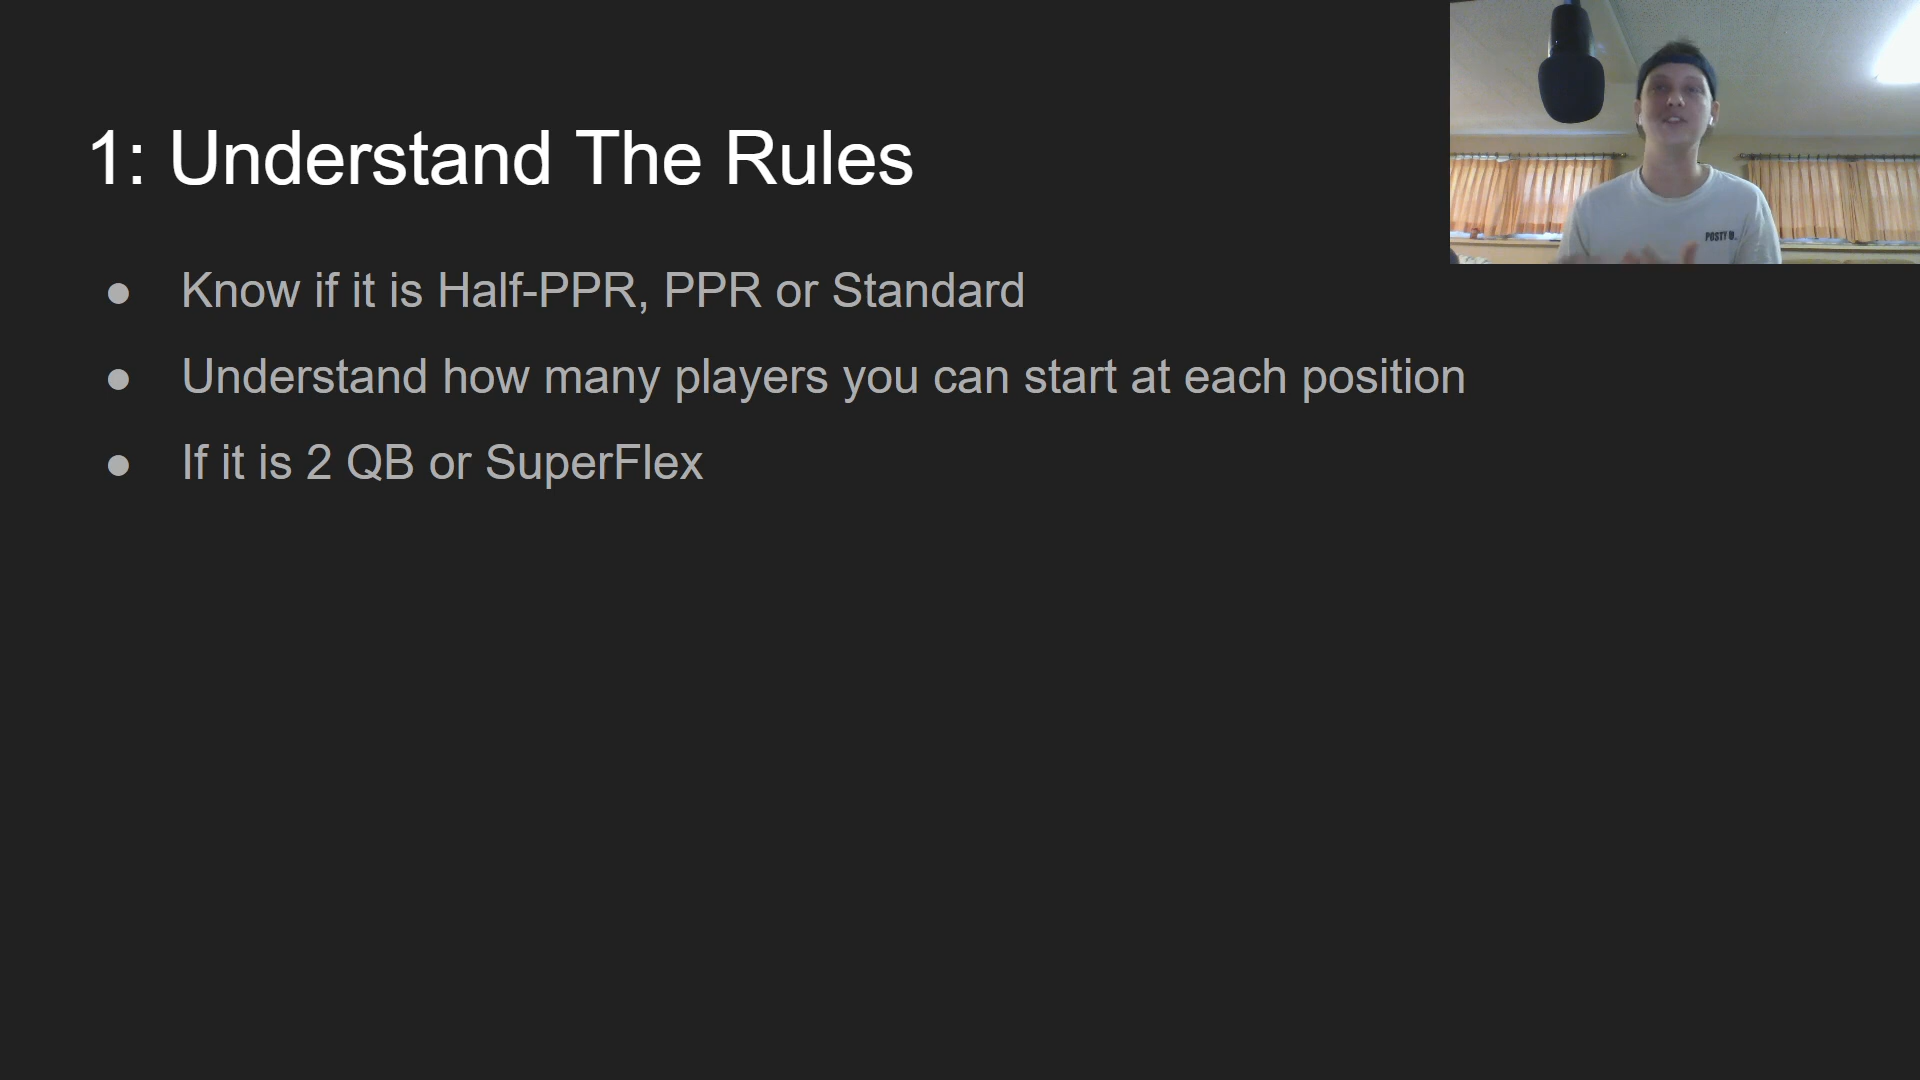 1: Understand The Rules
● Know if it is Half-PPR, PPR or Standard
● Understand how many players you can start at each position
● If it is 2 QB or SuperFlex
POSTY